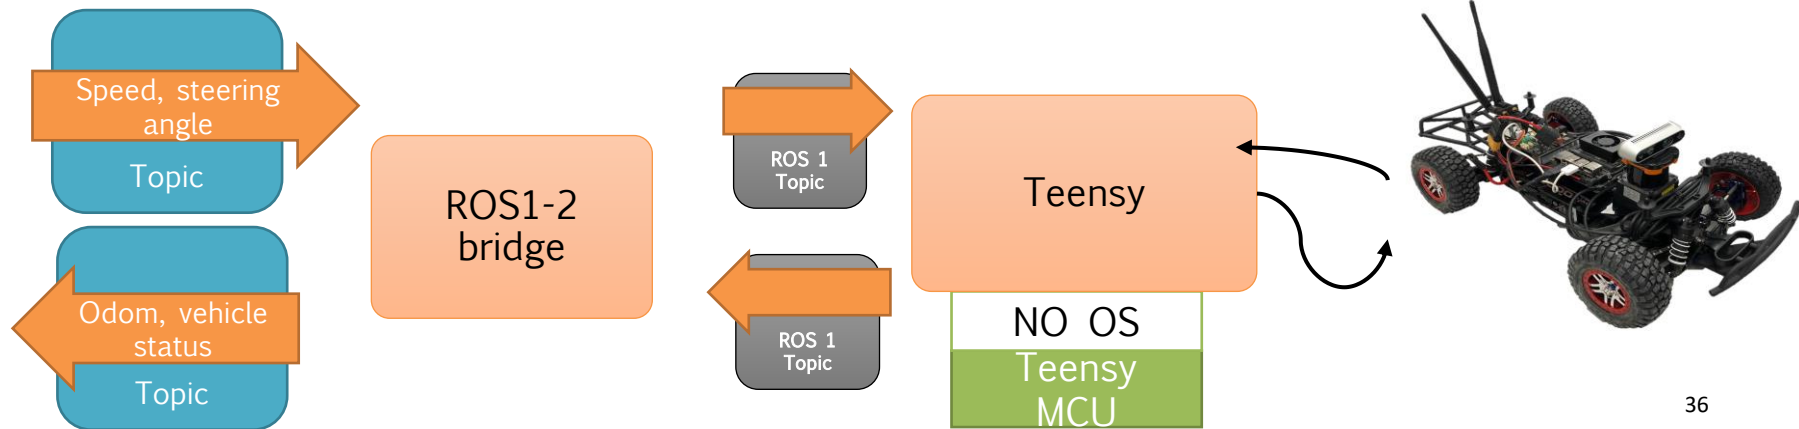 Speed, steering
angle
Topic
Odom, vehicle
status
Topic
ROS1-2
bridge
ROS 1
Topic
ROS 1
Topic
Teensy
NO OS
Teensy
MCU
36